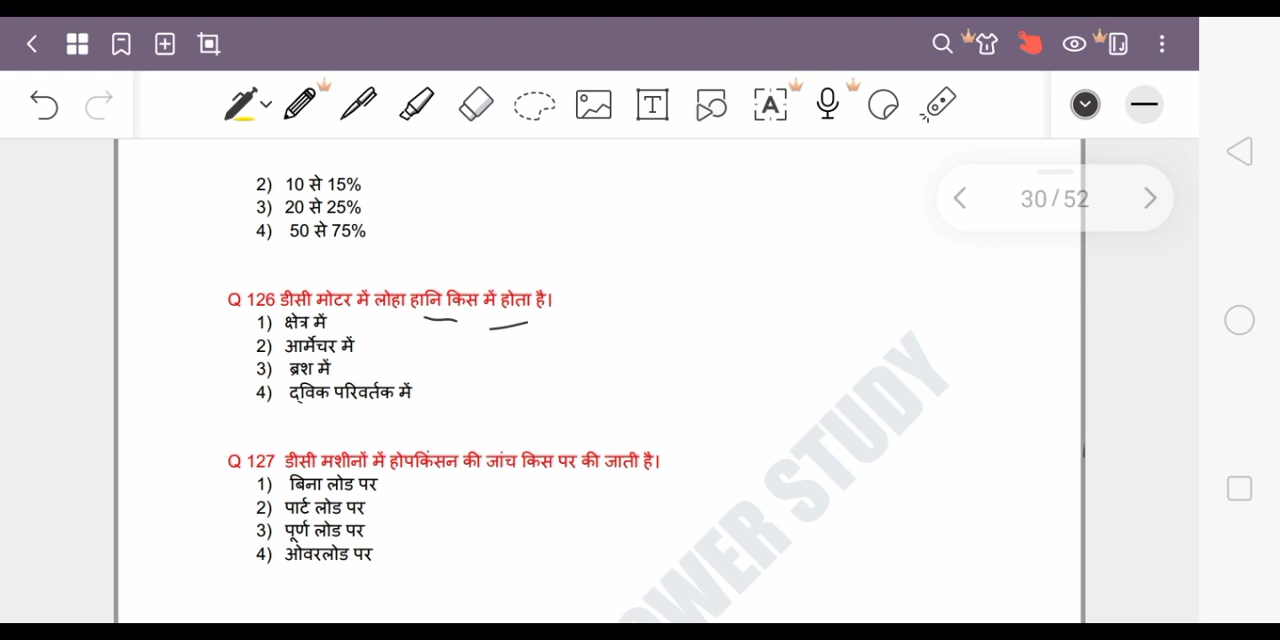 30/52
2) 10 से 15%
3) 20 से 25%
4) 50 से 75%
Q 126 डीसी मोटर में लोहा हानि किस में होता है।
1) क्षेत्र में
2) आर्मेचर में
3) ब्रश में
4) द्विक परिवर्तक में
Q 127 डीसी मशीनों में होपकिंसन की जांच किस पर की जाती है।
1) बिना लोड पर
2) पार्ट लोड पर
3) पूर्ण लोड पर
4) ओवरलोड पर
OWER STUDY